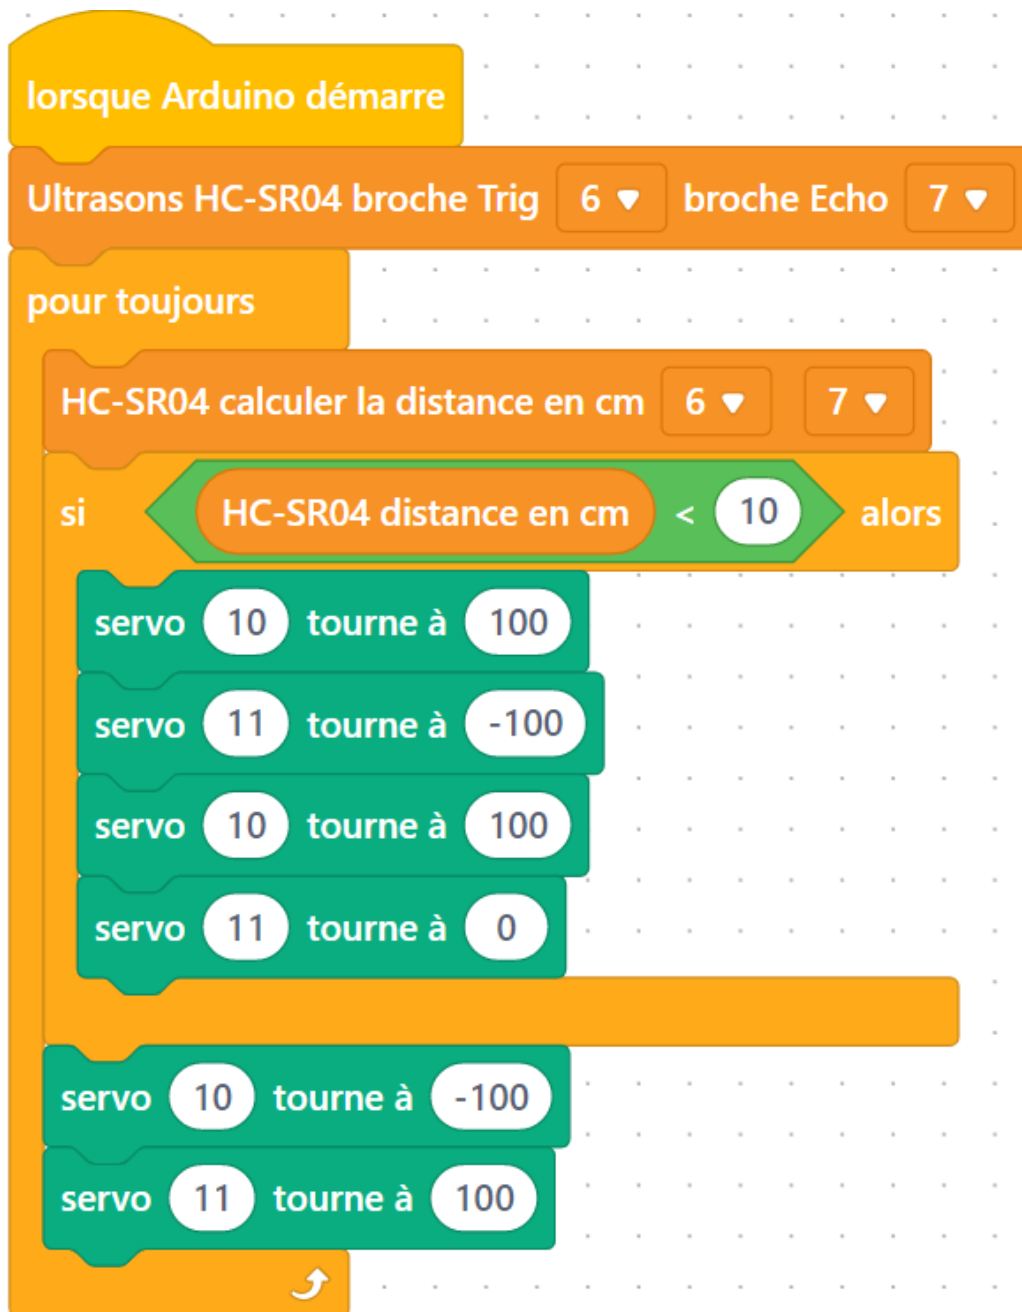 lorsque Arduino démarre
Ultrasons HC-SR04 broche Trig 6 broche Echo 7
pour toujours
HC-SR04 calculer la distance en cm 6 7
si HC-SR04 distance en cm < 10 alors
servo 10 tourne à 100
servo 11 tourne à -100
servo 10 tourne à 100
servo 11 tourne à 0
servo 10 tourne à -100
servo 11 tourne à 100